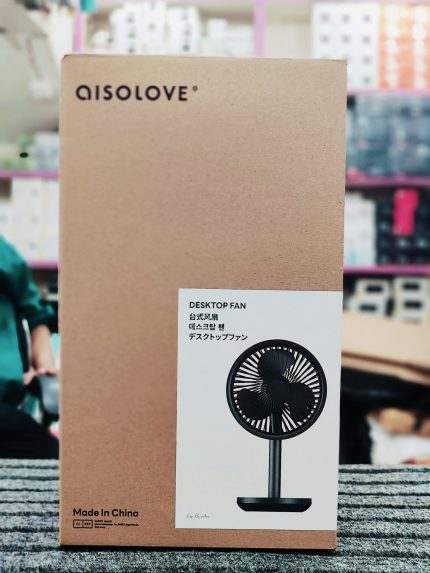 aisolove®
DESKTOP FAN
台式风扇
데스크탑 팬
デスクトップファン
Made In China